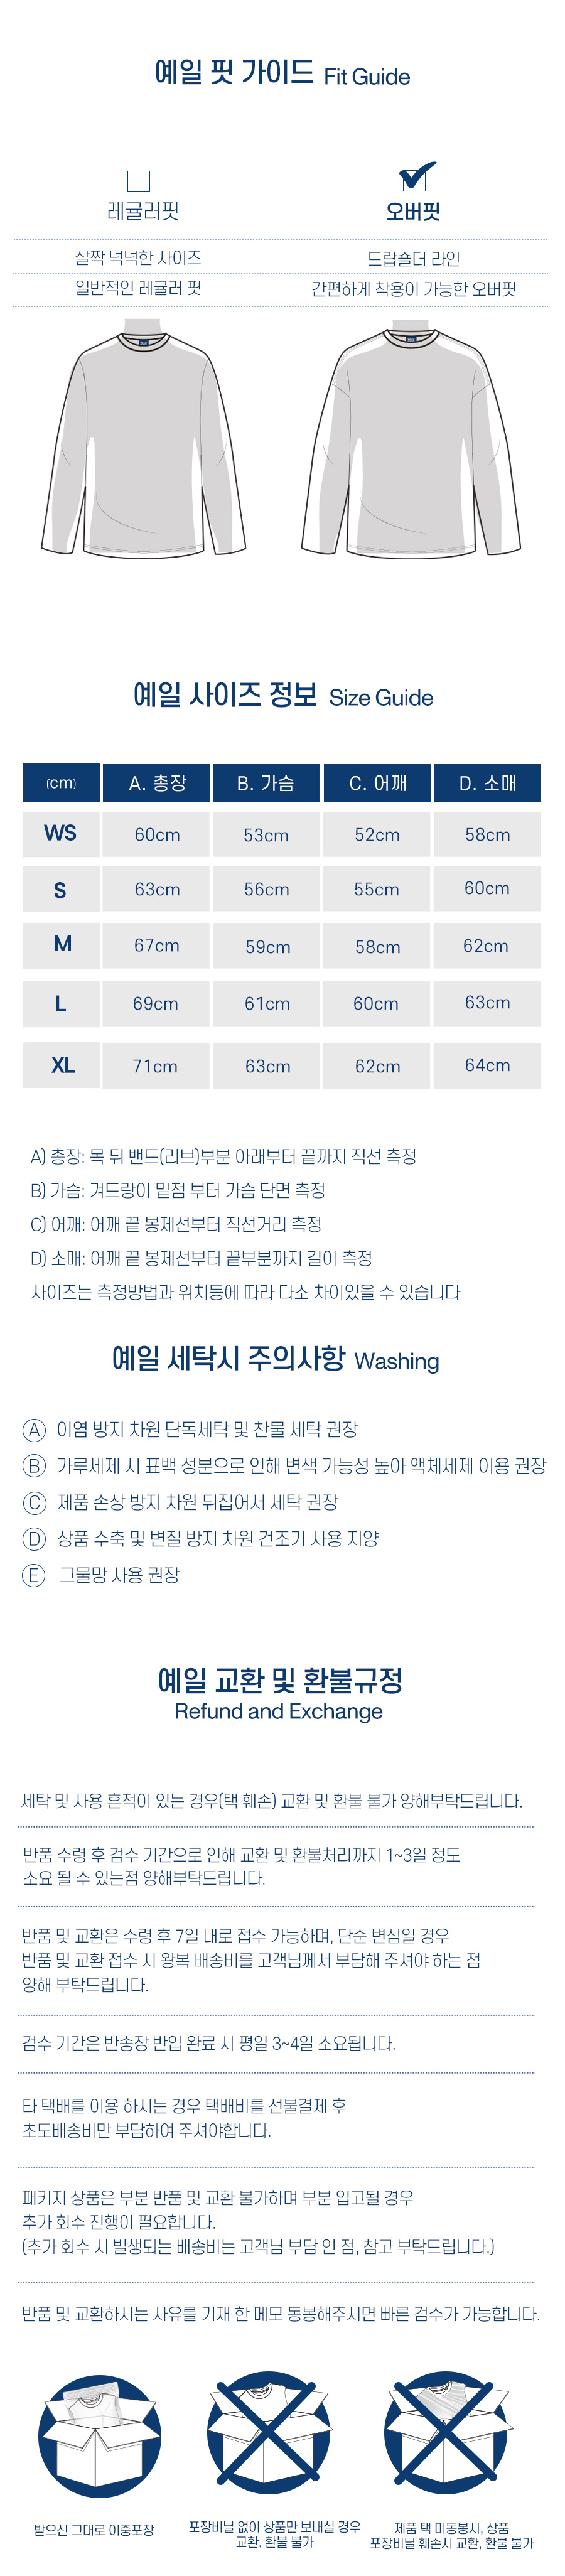 예일 핏 가이드 Fit Guide
레귤러핏
오버핏
살짝 넉넉한 사이즈
드랍숄더 라인
일반적인 레귤러 핏
간편하게 착용이 가능한 오버핏
예일 사이즈 정보 Size Guide
(cm) A. 총장 B. 가슴 C. 어깨 D. 소매
WS 60cm 53cm 52cm 58cm
S 63cm 56cm 55cm 60cm
M 67cm 59cm 58cm 62cm
L 69cm 61cm 60cm 63cm
XL 71cm 63cm 62cm 64cm
A) 총장: 목 뒤 밴드(리브)부분 아래부터 끝까지 직선 측정
B) 가슴: 겨드랑이 밑점 부터 가슴 단면 측정
C) 어깨: 어깨 끝 봉제선부터 직선거리 측정
D) 소매: 어깨 끝 봉제선부터 끝부분까지 길이 측정
사이즈는 측정방법과 위치등에 따라 다소 차이있을 수 있습니다
예일 세탁시 주의사항 Washing
A 이염 방지 차원 단독세탁 및 찬물 세탁 권장
B 가루세제 시 표백 성분으로 인해 변색 가능성 높아 액체세제 이용 권장
C 제품 손상 방지 차원 뒤집어서 세탁 권장
D 상품 수축 및 변질 방지 차원 건조기 사용 지양
E 그물망 사용 권장
예일 교환 및 환불규정
Refund and Exchange
세탁 및 사용 흔적이 있는 경우(택 훼손) 교환 및 환불 불가 양해부탁드립니다.
반품 수령 후 검수 기간으로 인해 교환 및 환불처리까지 1~3일 정도
소요 될 수 있는점 양해부탁드립니다.
반품 및 교환은 수령 후 7일 내로 접수 가능하며, 단순 변심일 경우
반품 및 교환 접수 시 왕복 배송비를 고객님께서 부담해 주셔야 하는 점
양해 부탁드립니다.
검수 기간은 반송장 반입 완료 시 평일 3~4일 소요됩니다.
타 택배를 이용 하시는 경우 택배비를 선불결제 후
초도배송비만 부담하여 주셔야합니다.
패키지 상품은 부분 반품 및 교환 불가하며 부분 입고될 경우
추가 회수 진행이 필요합니다.
(추가 회수 시 발생되는 배송비는 고객님 부담 인 점, 참고 부탁드립니다.)
반품 및 교환하시는 사유를 기재 한 메모 동봉해주시면 빠른 검수가 가능합니다.
받으신 그대로 이중포장
포장비닐 없이 상품만 보내실 경우
교환, 환불 불가
제품 택 미동봉시, 상품
포장비닐 훼손시 교환, 환불 불가